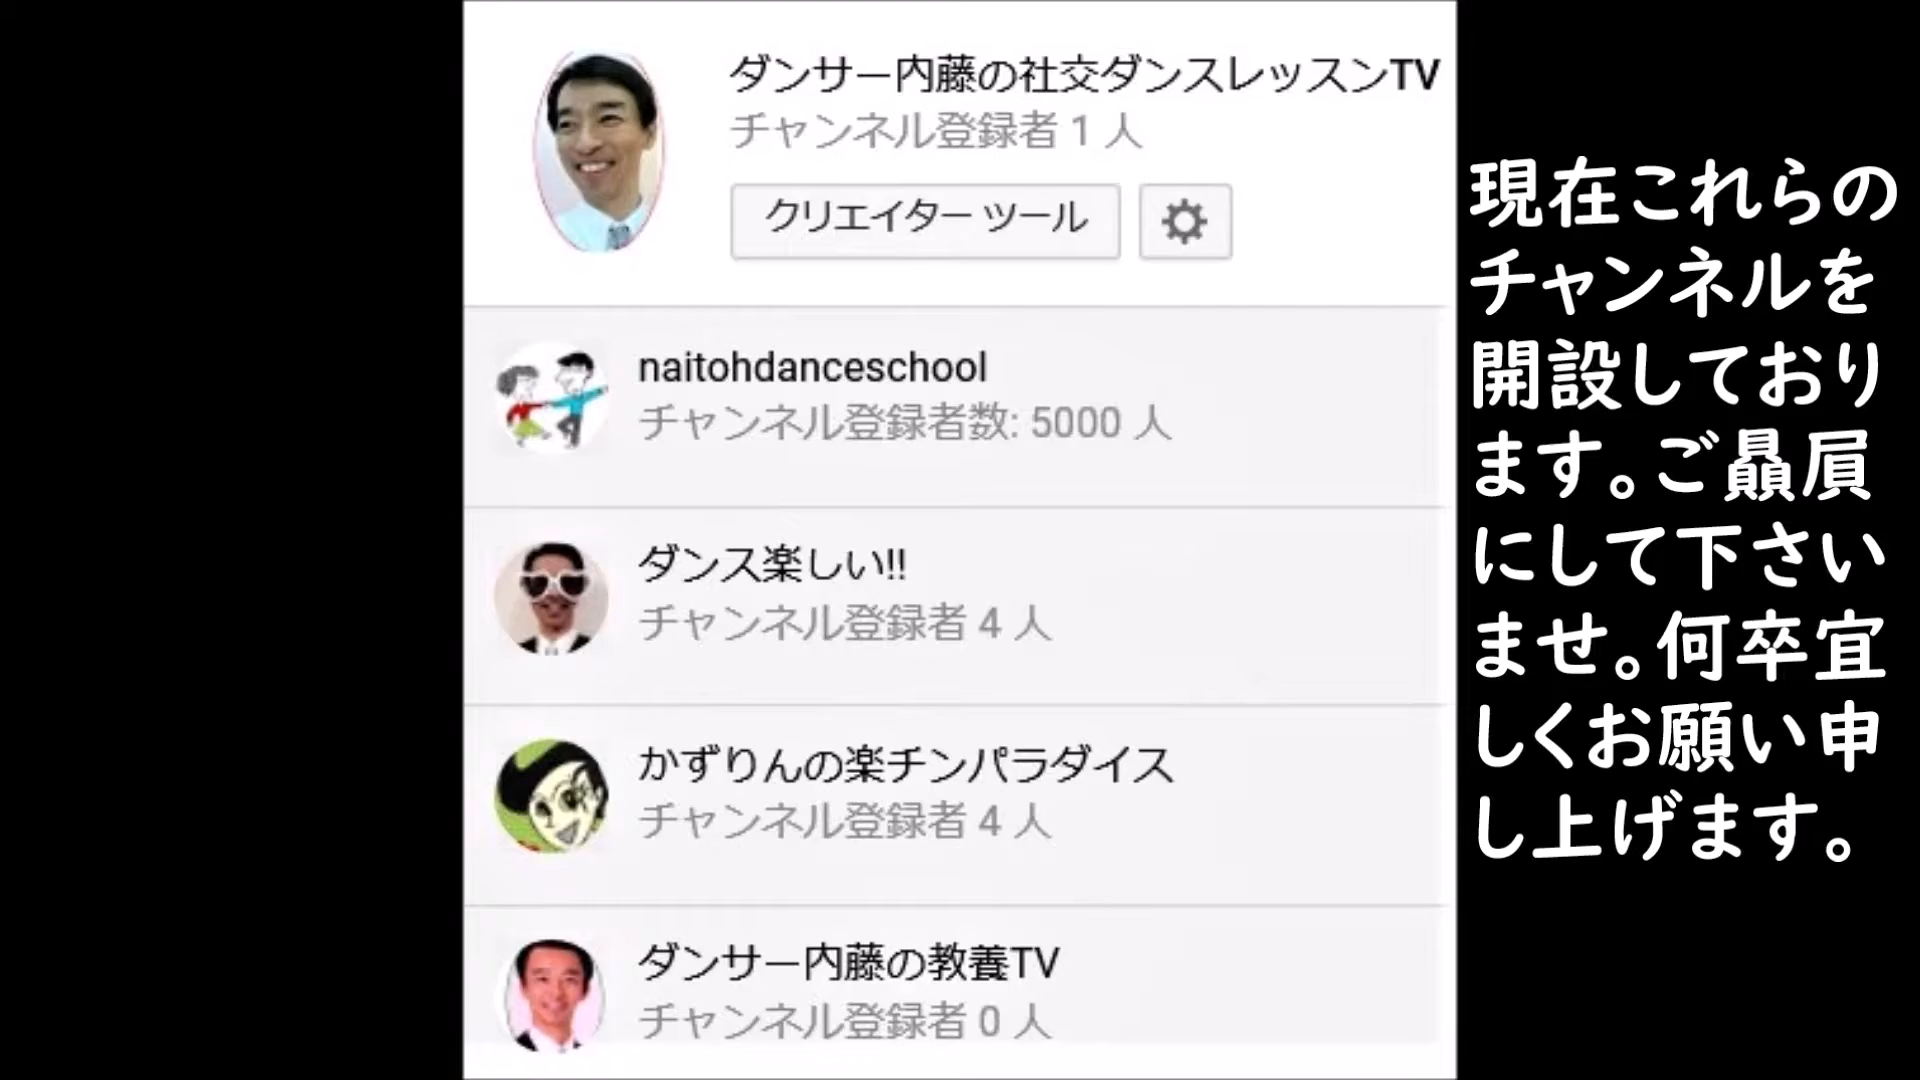 ダンサー内藤の社交ダンスレッスンTV
チャンネル登録者 1 人
クリエイター ツール
naitohdanceschool
チャンネル登録者数: 5000 人
ダンス楽しい!!
チャンネル登録者 4 人
かずりんの楽チンパラダイス
チャンネル登録者 4 人
ダンサー内藤の教養TV
チャンネル登録者 0 人
現在これらの
チャンネルを
開設しており
ます。ご贔屓
にして下さい
ませ。何卒宜
しくお願い申
し上げます。